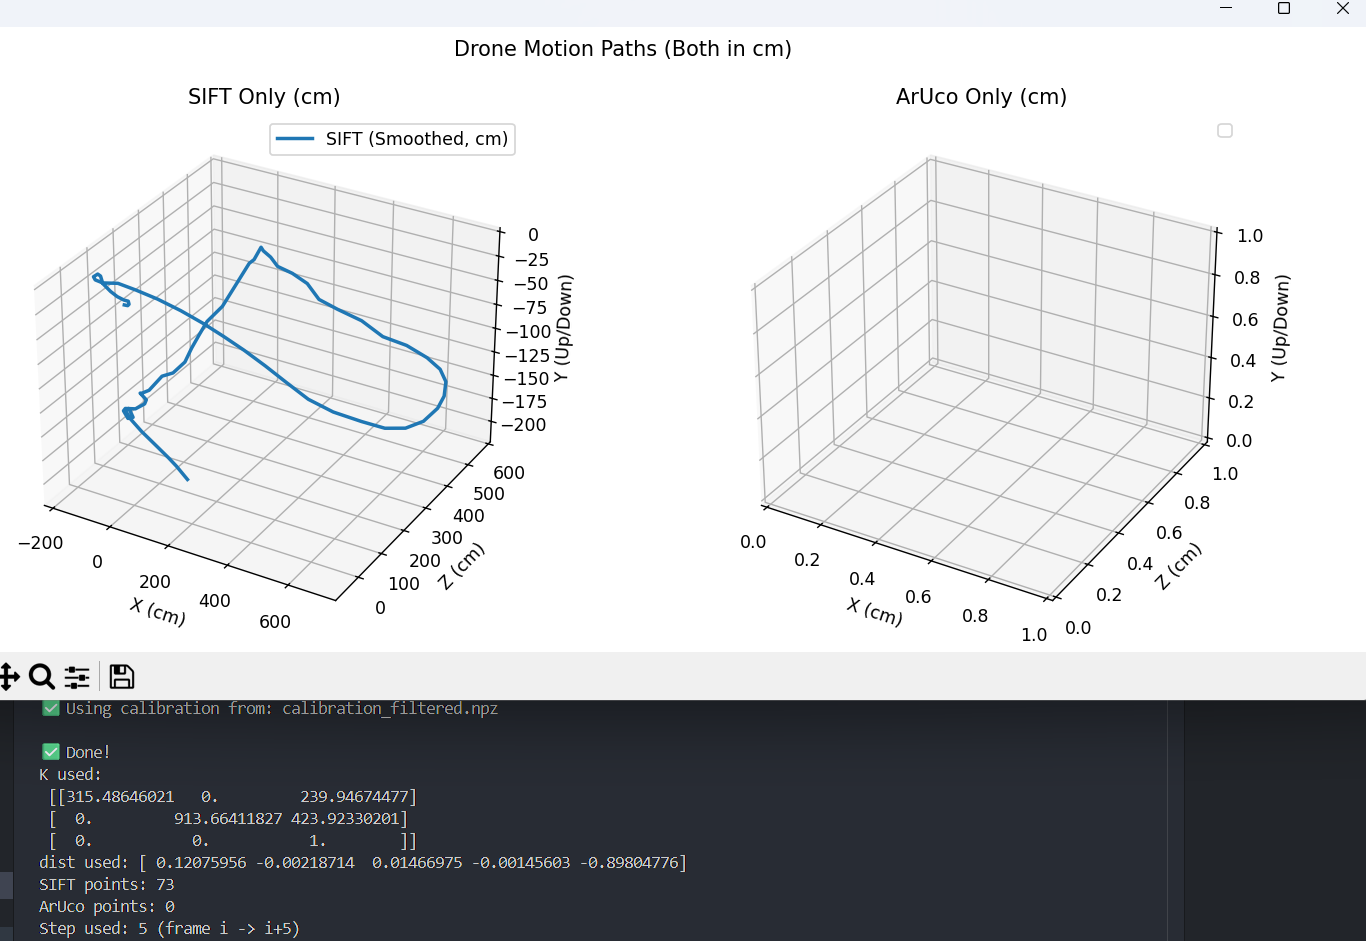 Drone Motion Paths (Both in cm)
SIFT Only (cm)
SIFT (Smoothed, cm)
0
−25
−50
−75
−100
−125
−150
−175
−200
Y (Up/Down)
600
500
400
300
200
100
0
Z (cm)
−200
0
200
400
600
X (cm)
ArUco Only (cm)
1.0
0.8
0.6
0.4
0.2
0.0
Y (Up/Down)
1.0
0.8
0.6
0.4
0.2
0.0
Z (cm)
0.0
0.2
0.4
0.6
0.8
1.0
X (cm)
✅ Using calibration from: calibration_filtered.npz
✅ Done!
K used:
[[315.48646021   0.         239.94674477]
[  0.         913.66411827 423.92330201]
[  0.           0.           1.        ]]
dist used: [ 0.12075956 -0.00218714  0.01466975 -0.00145603 -0.89804776]
SIFT points: 73
ArUco points: 0
Step used: 5 (frame i -> i+5)